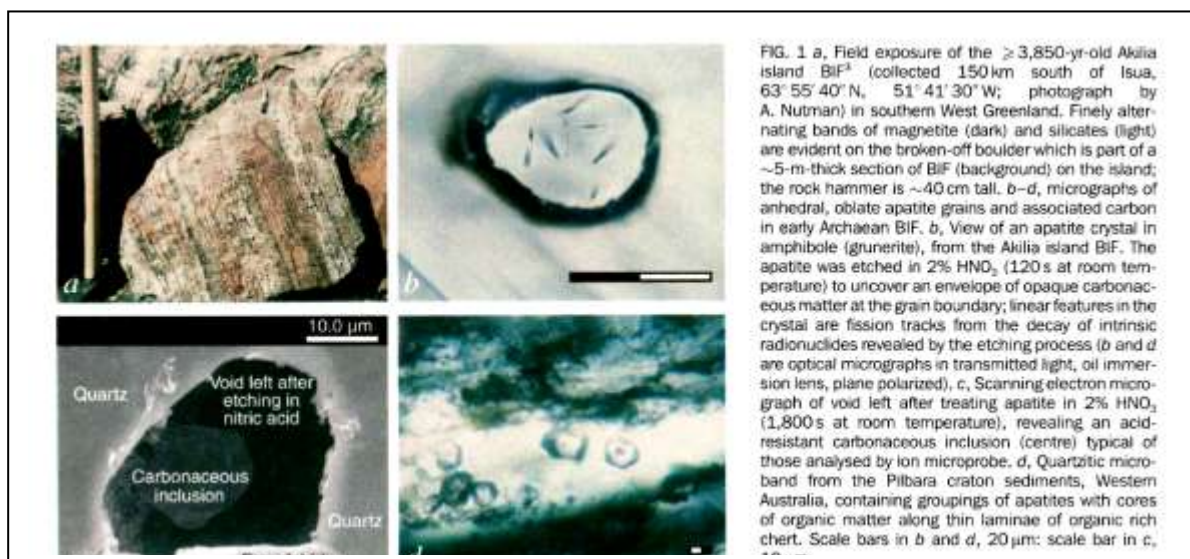 a
b
10.0 μm
Quartz
Void left after
etching in
nitric acid
Carbonaceous
inclusion
Quartz
FIG. 1 a, Field exposure of the ≥3,850-yr-old Akilia
island BIF³ (collected 150 km south of Isua,
63° 55′ 40″ N, 51° 41′ 30″ W; photograph by
A. Nutman) in southern West Greenland. Finely alter-
nating bands of magnetite (dark) and silicates (light)
are evident on the broken-off boulder which is part of a
~5-m-thick section of BIF (background) on the island;
the rock hammer is ~40 cm tall. b–d, micrographs of
anhedral, oblate apatite grains and associated carbon
in early Archaean BIF. b, View of an apatite crystal in
amphibole (grunerite), from the Akilia island BIF. The
apatite was etched in 2% HNO₃ (120 s at room tem-
perature) to uncover an envelope of opaque carbonac-
eous matter at the grain boundary; linear features in the
crystal are fission tracks from the decay of intrinsic
radionuclides revealed by the etching process (b and d
are optical micrographs in transmitted light, oil immer-
sion lens, plane polarized), c, Scanning electron micro-
graph of void left after treating apatite in 2% HNO₃
(1,800 s at room temperature), revealing an acid-
resistant carbonaceous inclusion (centre) typical of
those analysed by ion microprobe. d, Quartzitic micro-
band from the Pilbara craton sediments, Western
Australia, containing groupings of apatites with cores
of organic matter along thin laminae of organic rich
chert. Scale bars in b and d, 20 μm: scale bar in c,